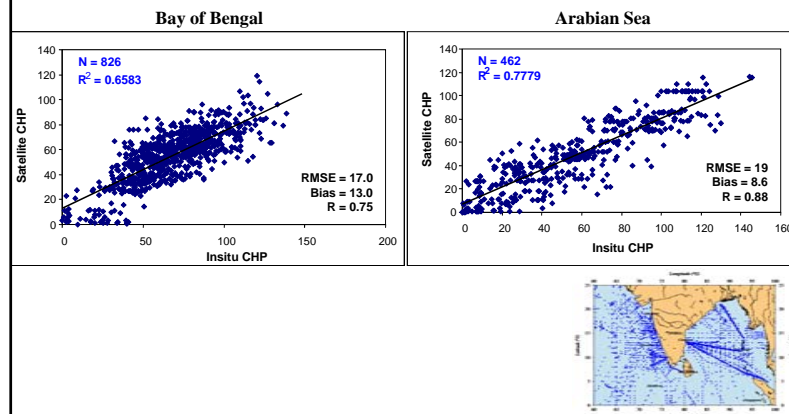 Bay of Bengal
Arabian Sea
N = 826
R² = 0.6583
Satellite CHP
140
120
100
80
60
40
20
0
RMSE = 17.0
Bias = 13.0
R = 0.75
0 50 100 150 200
Insitu CHP
N = 462
R² = 0.7779
Satellite CHP
140
120
100
80
60
40
20
0
RMSE = 19
Bias = 8.6
R = 0.88
0 20 40 60 80 100 120 140 160
Insitu CHP